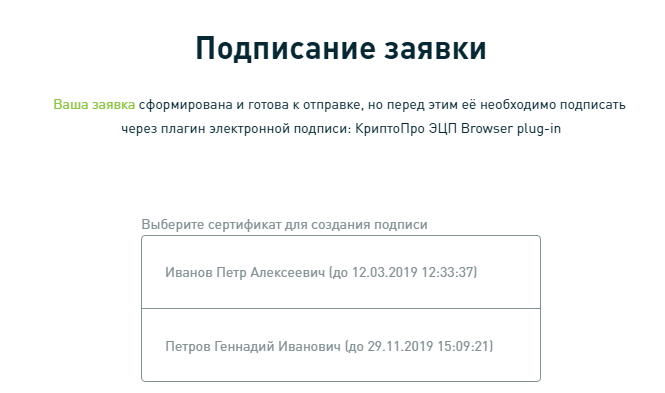 Подписание заявки
Ваша заявка сформирована и готова к отправке, но перед этим её необходимо подписать
через плагин электронной подписи: КриптоПро ЭЦП Browser plug-in
Выберите сертификат для создания подписи
Иванов Петр Алексеевич (до 12.03.2019 12:33:37)
Петров Геннадий Иванович (до 29.11.2019 15:09:21)